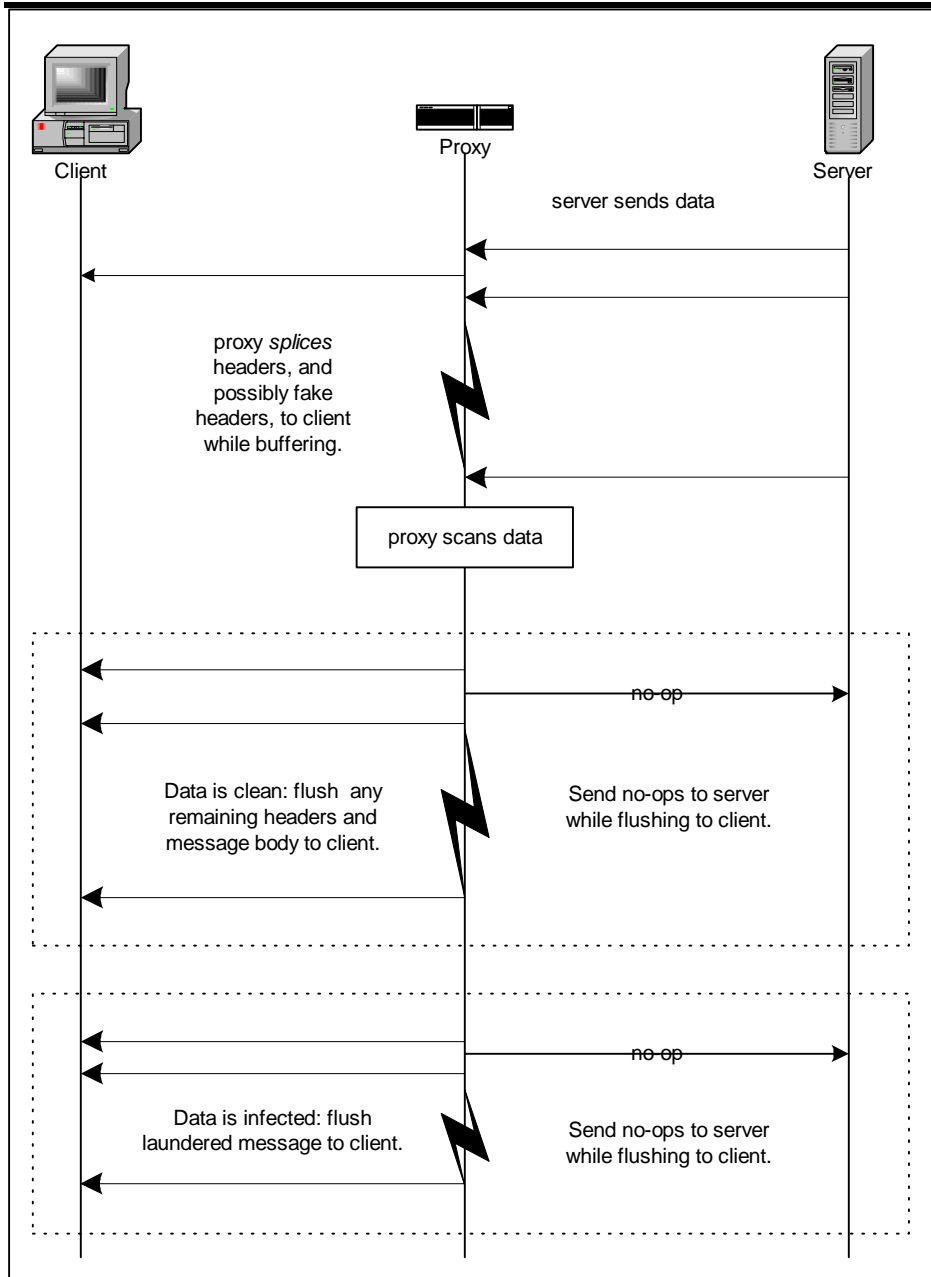 Client
Proxy
Server
server sends data
proxy splices
headers, and
possibly fake
headers, to client
while buffering.
proxy scans data
no-op
Data is clean: flush any
remaining headers and
message body to client.
Send no-ops to server
while flushing to client.
no-op
Data is infected: flush
laundered message to client.
Send no-ops to server
while flushing to client.